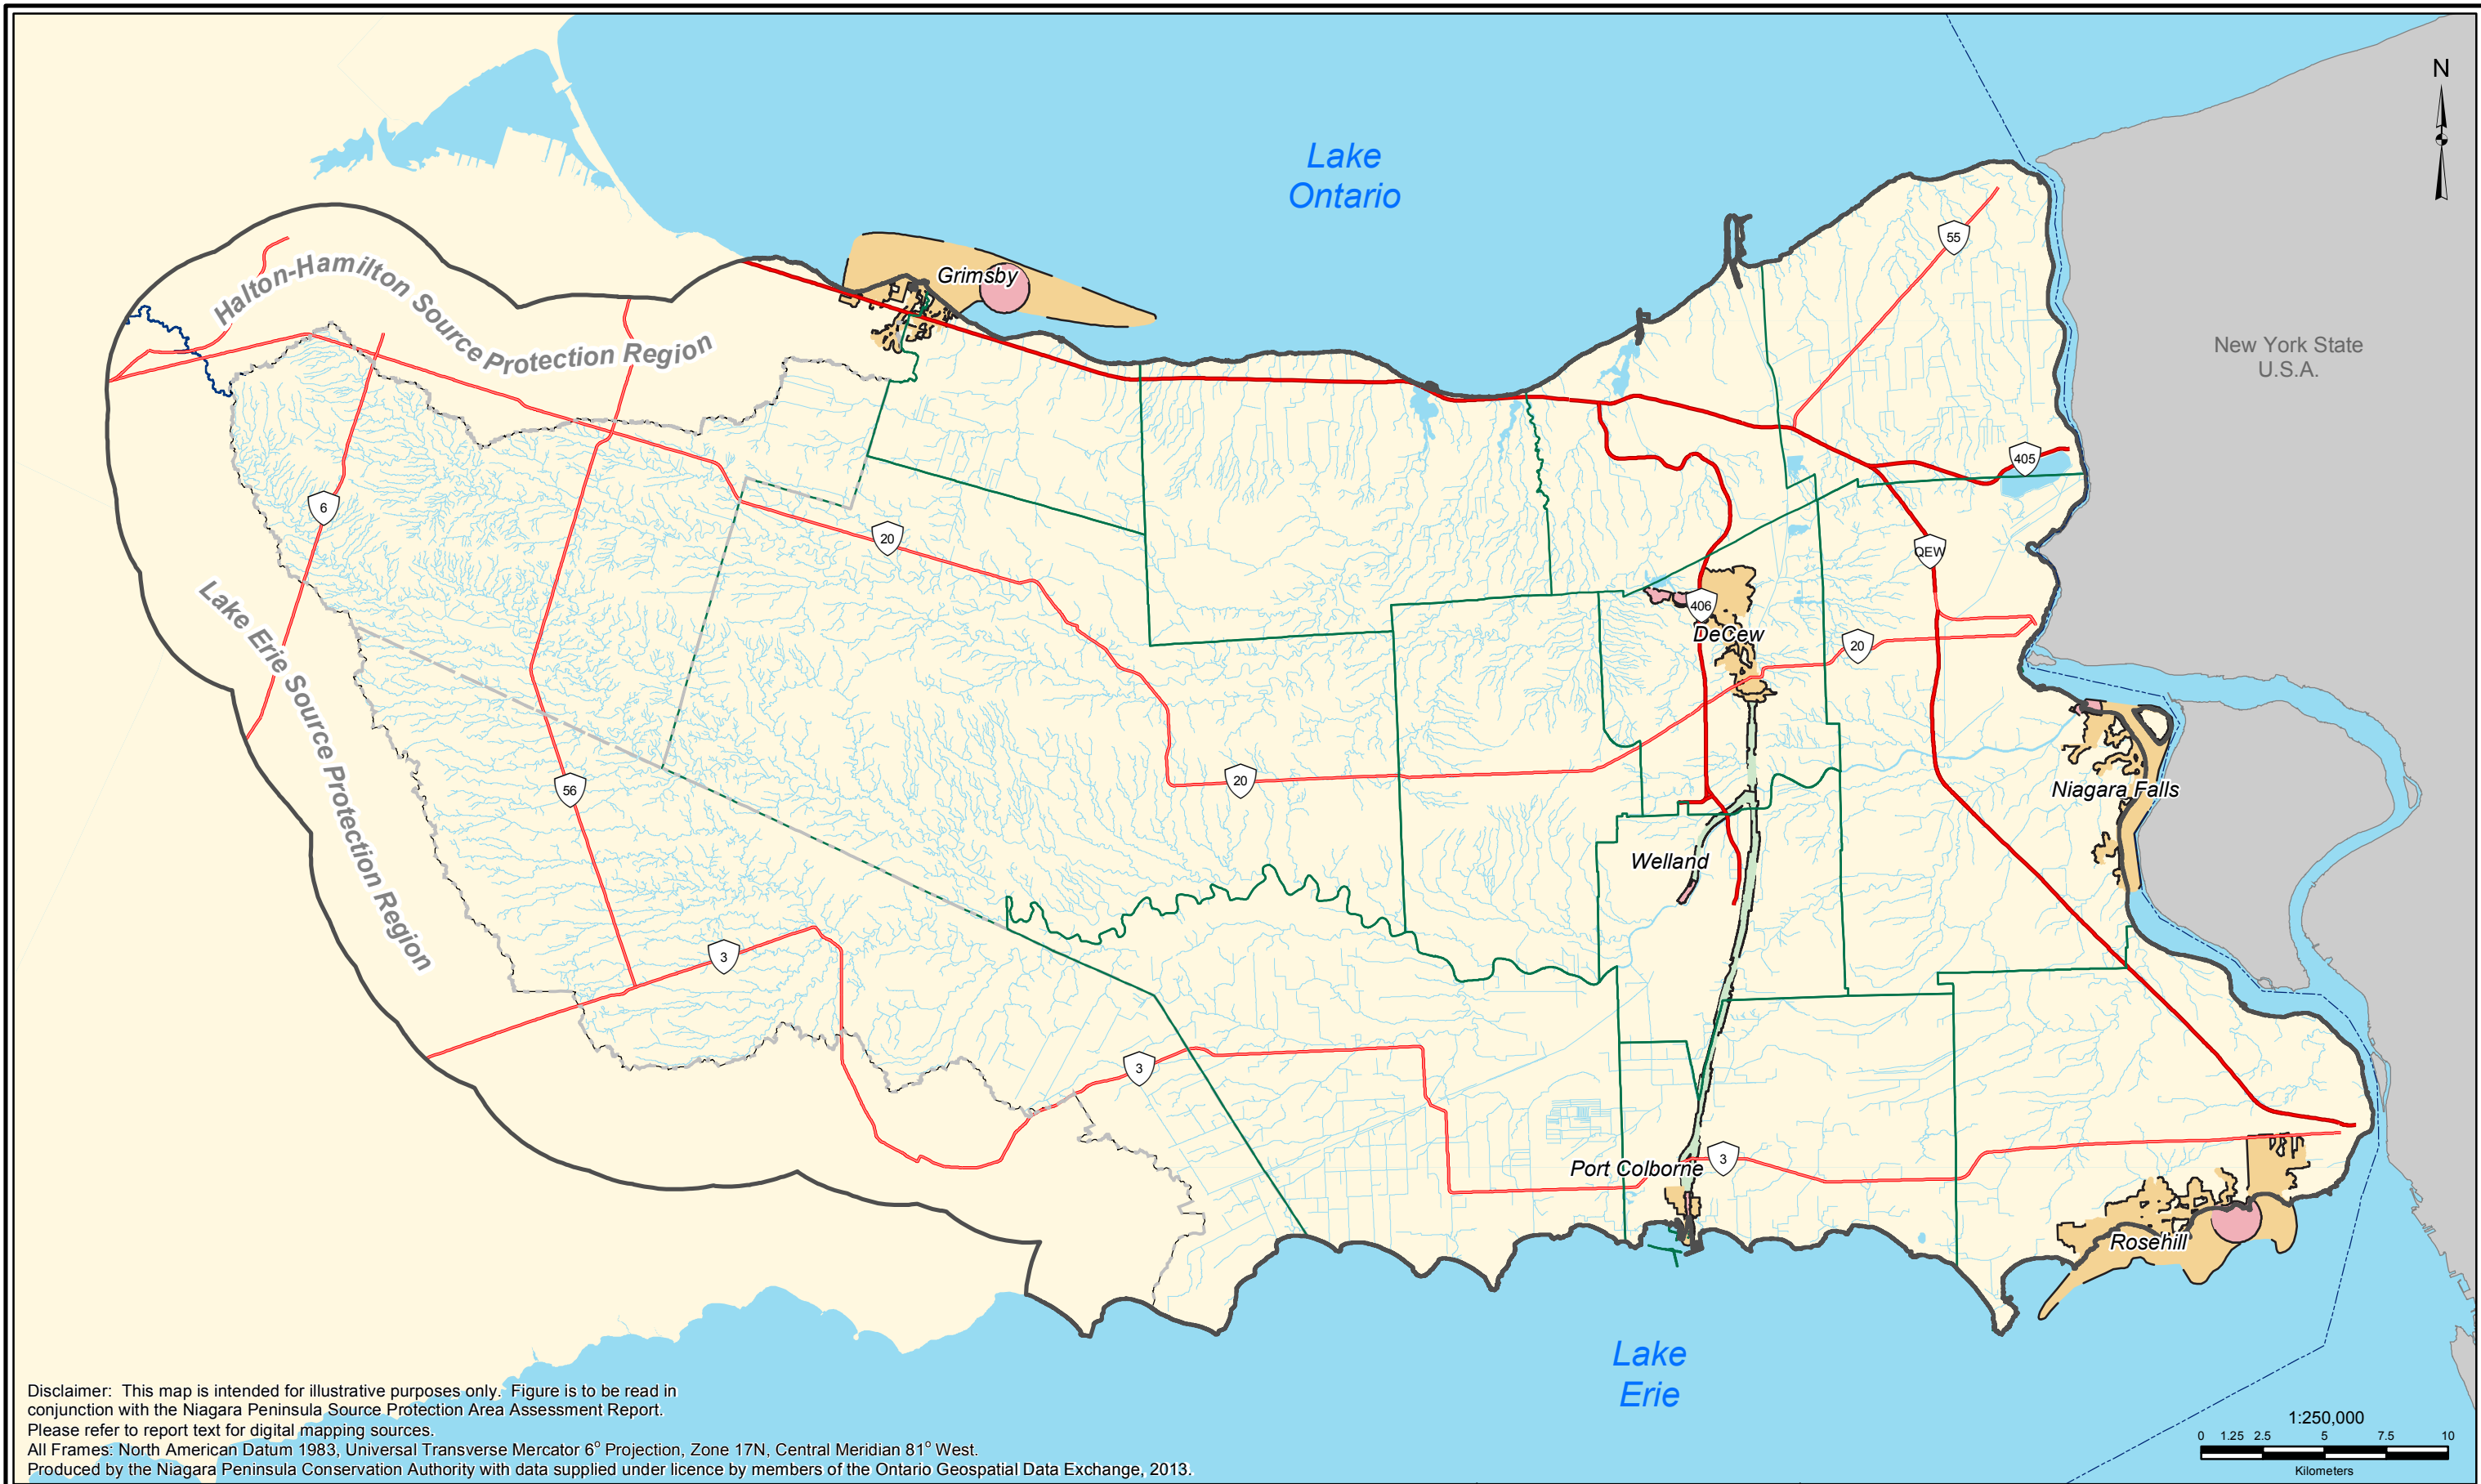 N
Lake
Ontario
55
Grimsby
Halton-Hamilton Source Protection Region
New York State
U.S.A.
405
6
20
QEW
Lake Erie Source Protection Region
406
DeCew
20
20
56
Niagara Falls
Welland
3
3
Port Colborne
3
Rosehill
Lake
Erie
Disclaimer: This map is intended for illustrative purposes only. Figure is to be read in
conjunction with the Niagara Peninsula Source Protection Area Assessment Report.
Please refer to report text for digital mapping sources.
All Frames: North American Datum 1983, Universal Transverse Mercator 6° Projection, Zone 17N, Central Meridian 81° West.
Produced by the Niagara Peninsula Conservation Authority with data supplied under licence by members of the Ontario Geospatial Data Exchange, 2013.
1:250,000
0 1.25 2.5 5 7.5 10
Kilometers